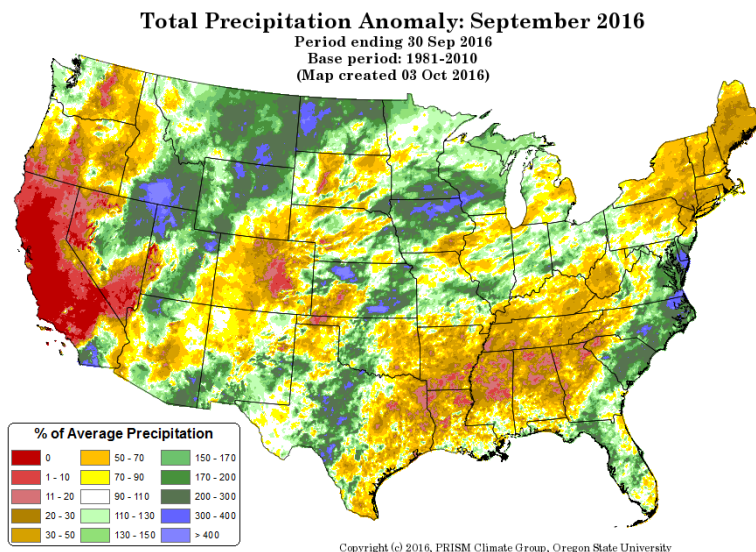 Total Precipitation Anomaly: September 2016
Period ending 30 Sep 2016
Base period: 1981-2010
(Map created 03 Oct 2016)
% of Average Precipitation
0 50 - 70 150 - 170
1 - 10 70 - 90 170 - 200
11 - 20 90 - 110 200 - 300
20 - 30 110 - 130 300 - 400
30 - 50 130 - 150 > 400
Copyright (c) 2016, PRISM Climate Group, Oregon State University